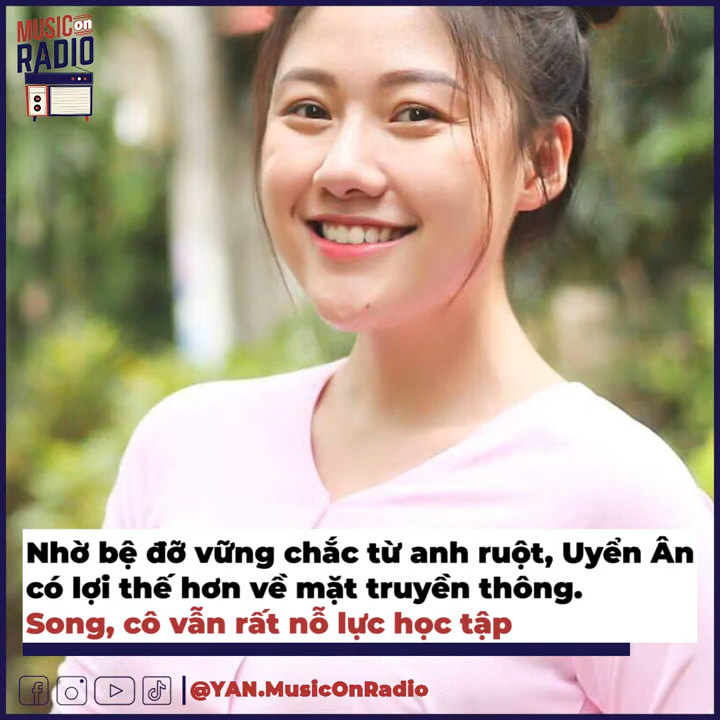 MUSIC on
RADIO
Nhờ bệ đỡ vững chắc từ anh ruột, Uyển Ân
có lợi thế hơn về mặt truyền thông.
Song, cô vẫn rất nỗ lực học tập
@YAN.MusicOnRadio